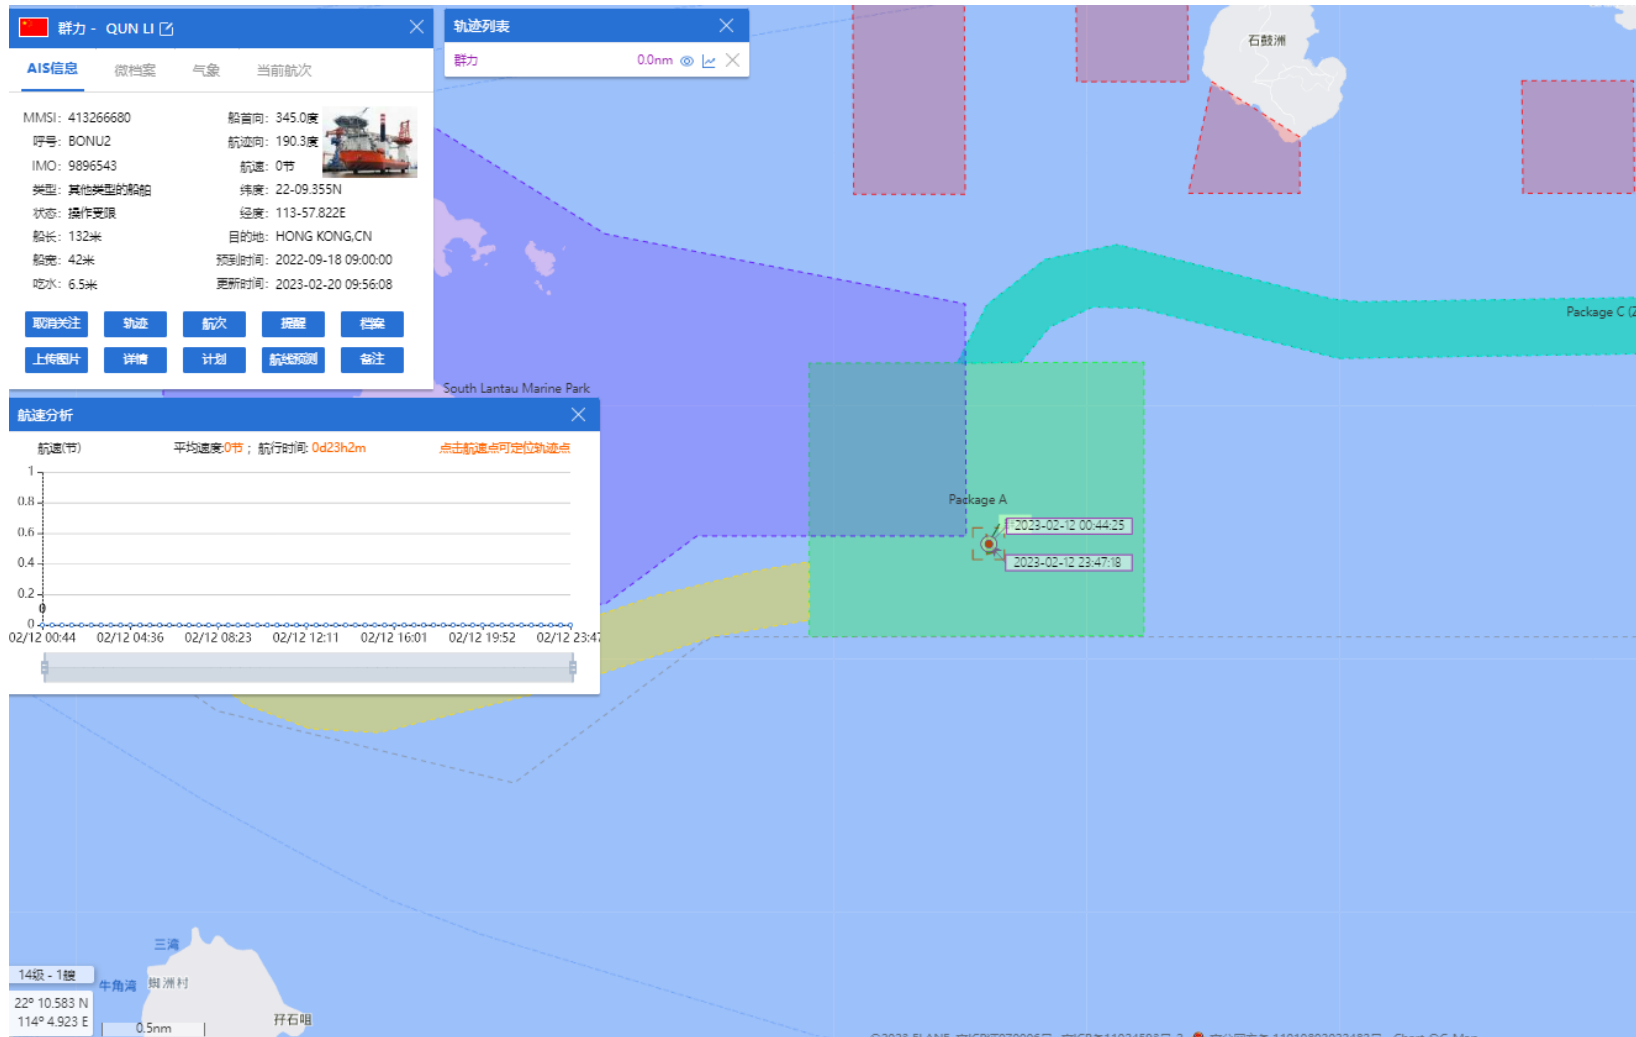 群力 - QUN LI
AIS信息 微档案 气象 当前航次
MMSI: 413266680 船首向: 345.0度
呼号: BONU2 航迹向: 190.3度
IMO: 9896543 航速: 0节
类型: 其他类型的船舶 纬度: 22-09.355N
状态: 操作受限 经度: 113-57.822E
船长: 132米 目的地: HONG KONG,CN
船宽: 42米 预到时间: 2022-09-18 09:00:00
吃水: 6.5米 更新时间: 2023-02-20 09:56:08
取消关注 轨迹 航次 提醒 档案
上传图片 详情 计划 航线预测 备注
轨迹列表
群力 0.0nm
石鼓洲
Package C (2
South Lantau Marine Park
航速分析
航速(节) 平均速度:0节 ; 航行时间: 0d23h2m 点击航速点可定位轨迹点
1
0.8
0.6
0.4
0.2
0
0
02/12 00:44 02/12 04:36 02/12 08:23 02/12 12:11 02/12 16:01 02/12 19:52 02/12 23:47
Package A
2023-02-12 00:44:25
2023-02-12 23:47:18
三湾
牛角湾
蜘洲村
孖石咀
14级 - 1艘
22º 10.583 N
114º 4.923 E
0.5nm